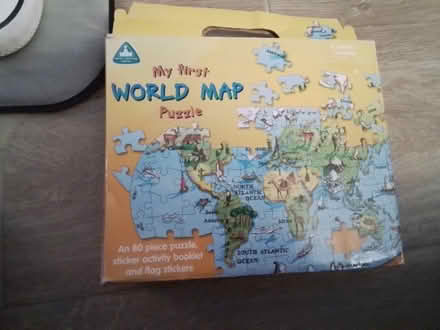 My first
WORLD MAP
Puzzle
NORTH
ATLANTIC
OCEAN
SOUTH ATLANTIC
OCEAN
An 80 piece puzzle,
sticker activity booklet
and flag stickers